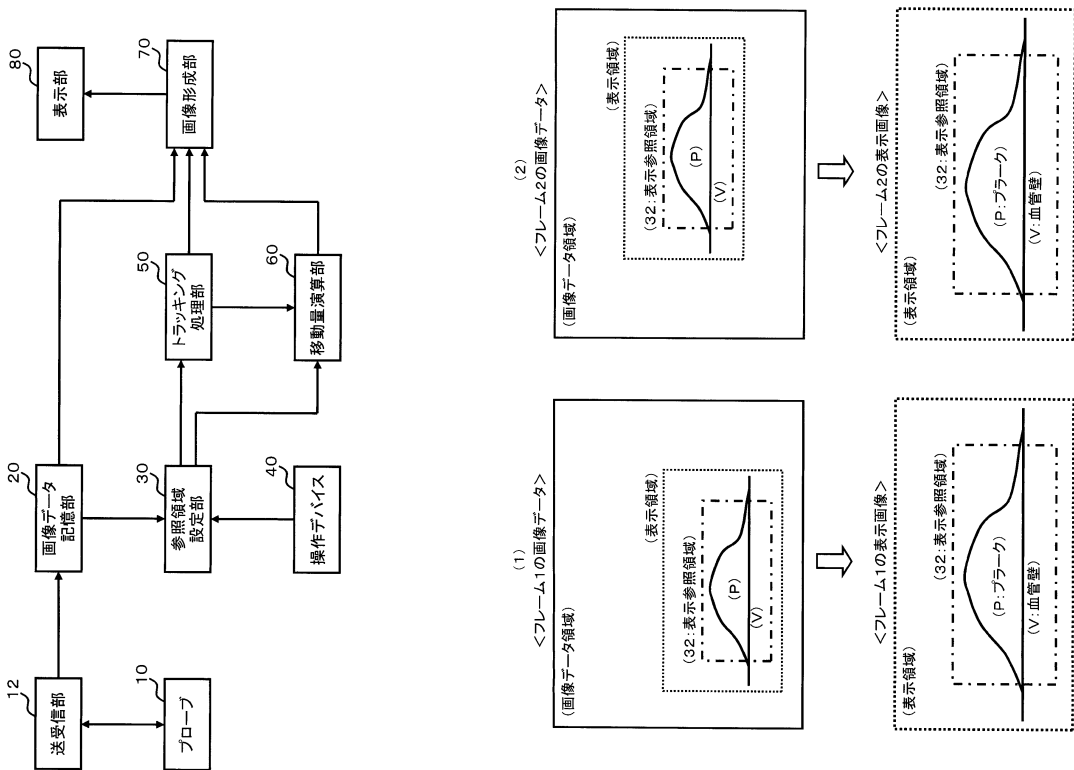 80
表示部
70
画像形成部
50
トラッキング
処理部
60
移動量演算部
20
画像データ
記憶部
30
参照領域
設定部
40
操作デバイス
12
送受信部
10
プローブ
(1)
<フレーム1の画像データ>
(画像データ領域)
(表示領域)
(32:表示参照領域)
(P)
(V)
<フレーム1の表示画像>
(表示領域)
(32:表示参照領域)
(P:プラーク)
(V:血管壁)
(2)
<フレーム2の画像データ>
(画像データ領域)
(表示領域)
(32:表示参照領域)
(P)
(V)
<フレーム2の表示画像>
(表示領域)
(32:表示参照領域)
(P:プラーク)
(V:血管壁)